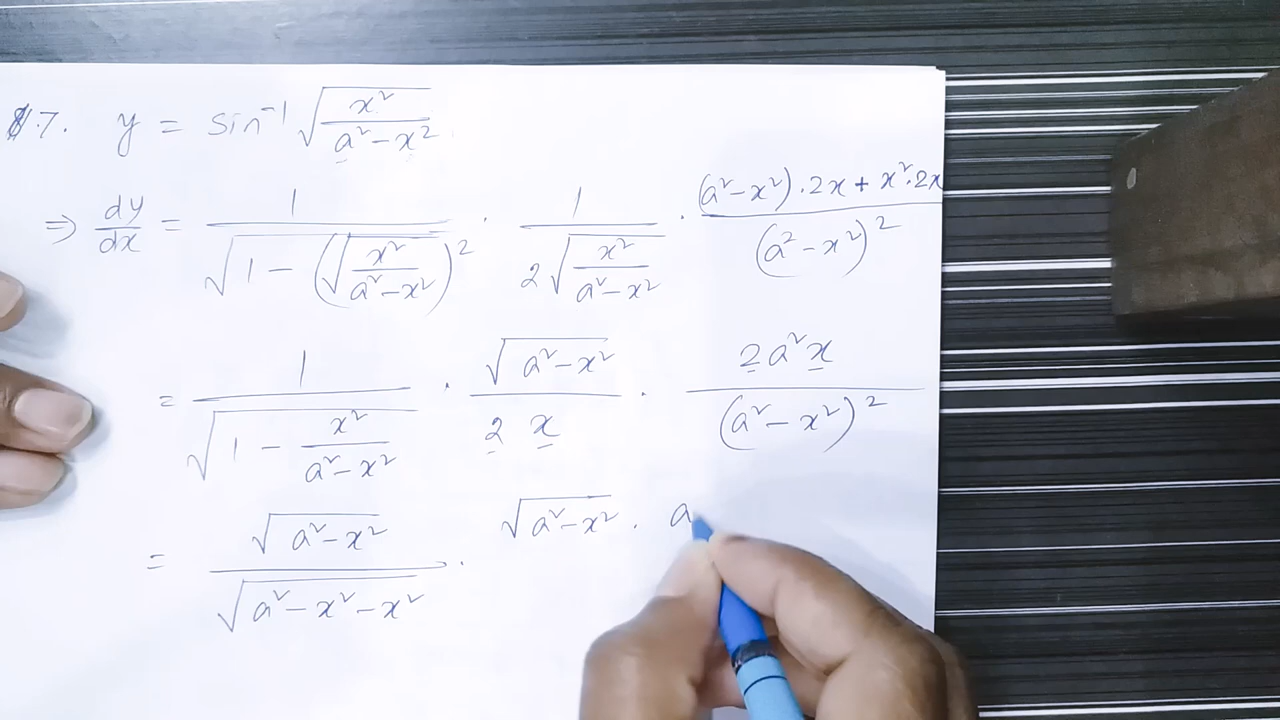 7. y = sin⁻¹ √(x²/(a²-x²))
⇒ dy/dx = 1/√(1 - (√(x²/(a²-x²)))²) · 1/(2√(x²/(a²-x²))) · ((a²-x²)·2x + x²·2x)/(a²-x²)²
= 1/√(1 - x²/(a²-x²)) · √(a²-x²)/(2 x) · 2a²x/(a²-x²)²
= √(a²-x²)/√(a²-x²-x²) · √(a²-x²) · a